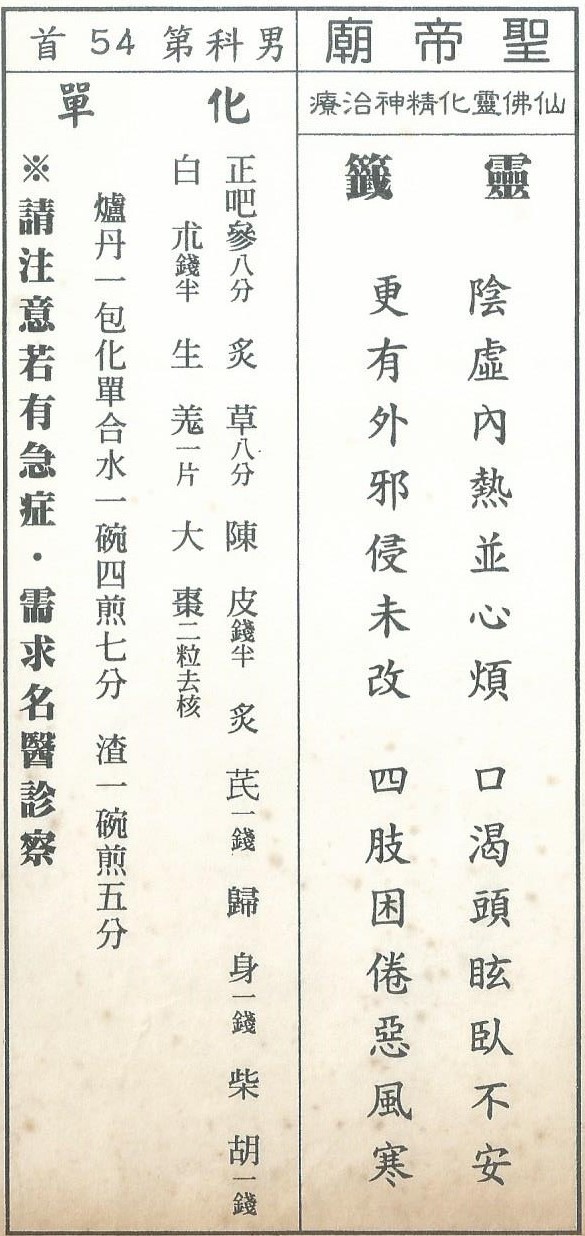 聖帝廟
仙佛靈化精神治療
靈籤
陰虛內熱並心煩 口渴頭眩臥不安
更有外邪侵未改 四肢困倦惡風寒
男科第54首
化單
正吧參八分 炙草八分 陳皮錢半 炙芪一錢 歸身一錢 柴胡一錢
白朮錢半 生羗一片 大棗二粒去核
爐丹一包化單合水一碗四煎七分 渣一碗煎五分
※請注意若有急症・需求名醫診察